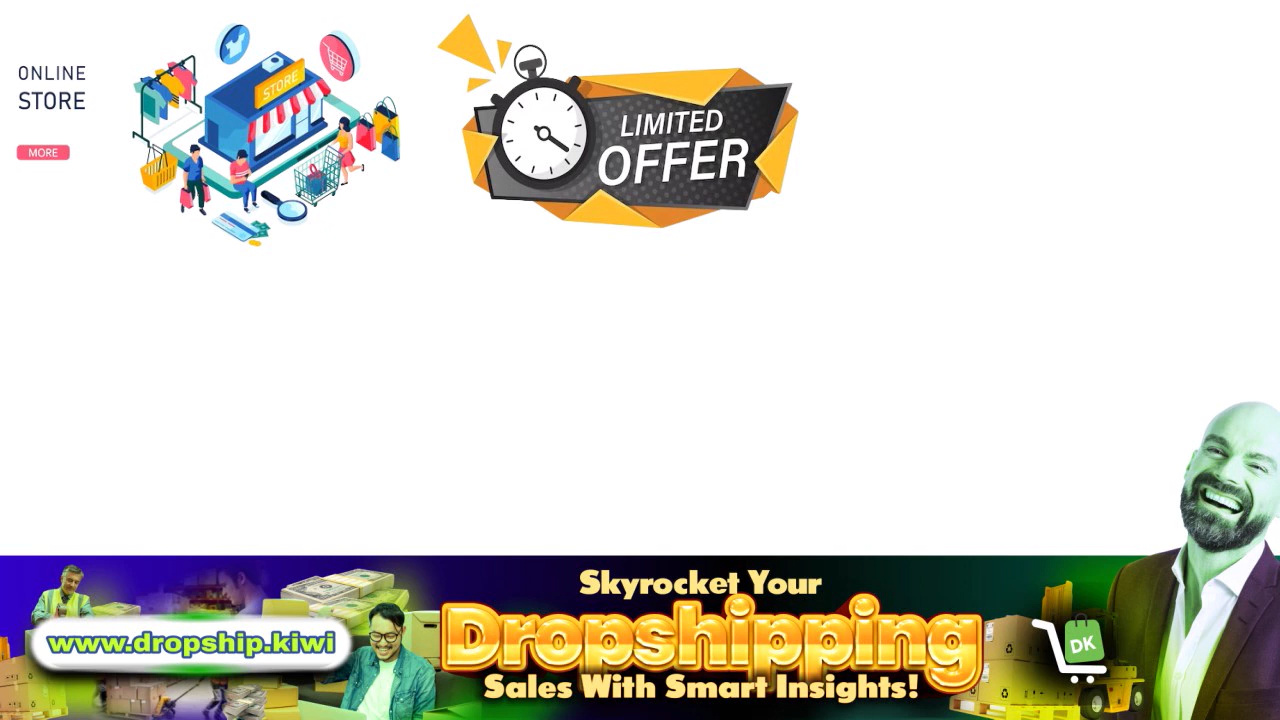 ONLINE
STORE
MORE
STORE
LIMITED
OFFER
Skyrocket Your
Dropshipping
Sales With Smart Insights!
www.dropship.kiwi
DK